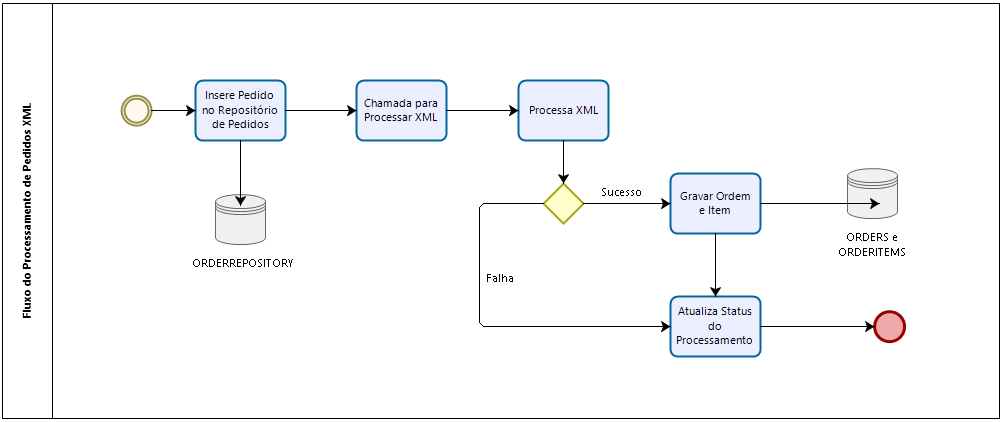 Fluxo do Processamento de Pedidos XML
Insere Pedido
no Repositório
de Pedidos
Chamada para
Processar XML
Processa XML
ORDERREPOSITORY
Sucesso
Gravar Ordem
e Item
ORDERS e
ORDERITEMS
Falha
Atualiza Status
do
Processamento